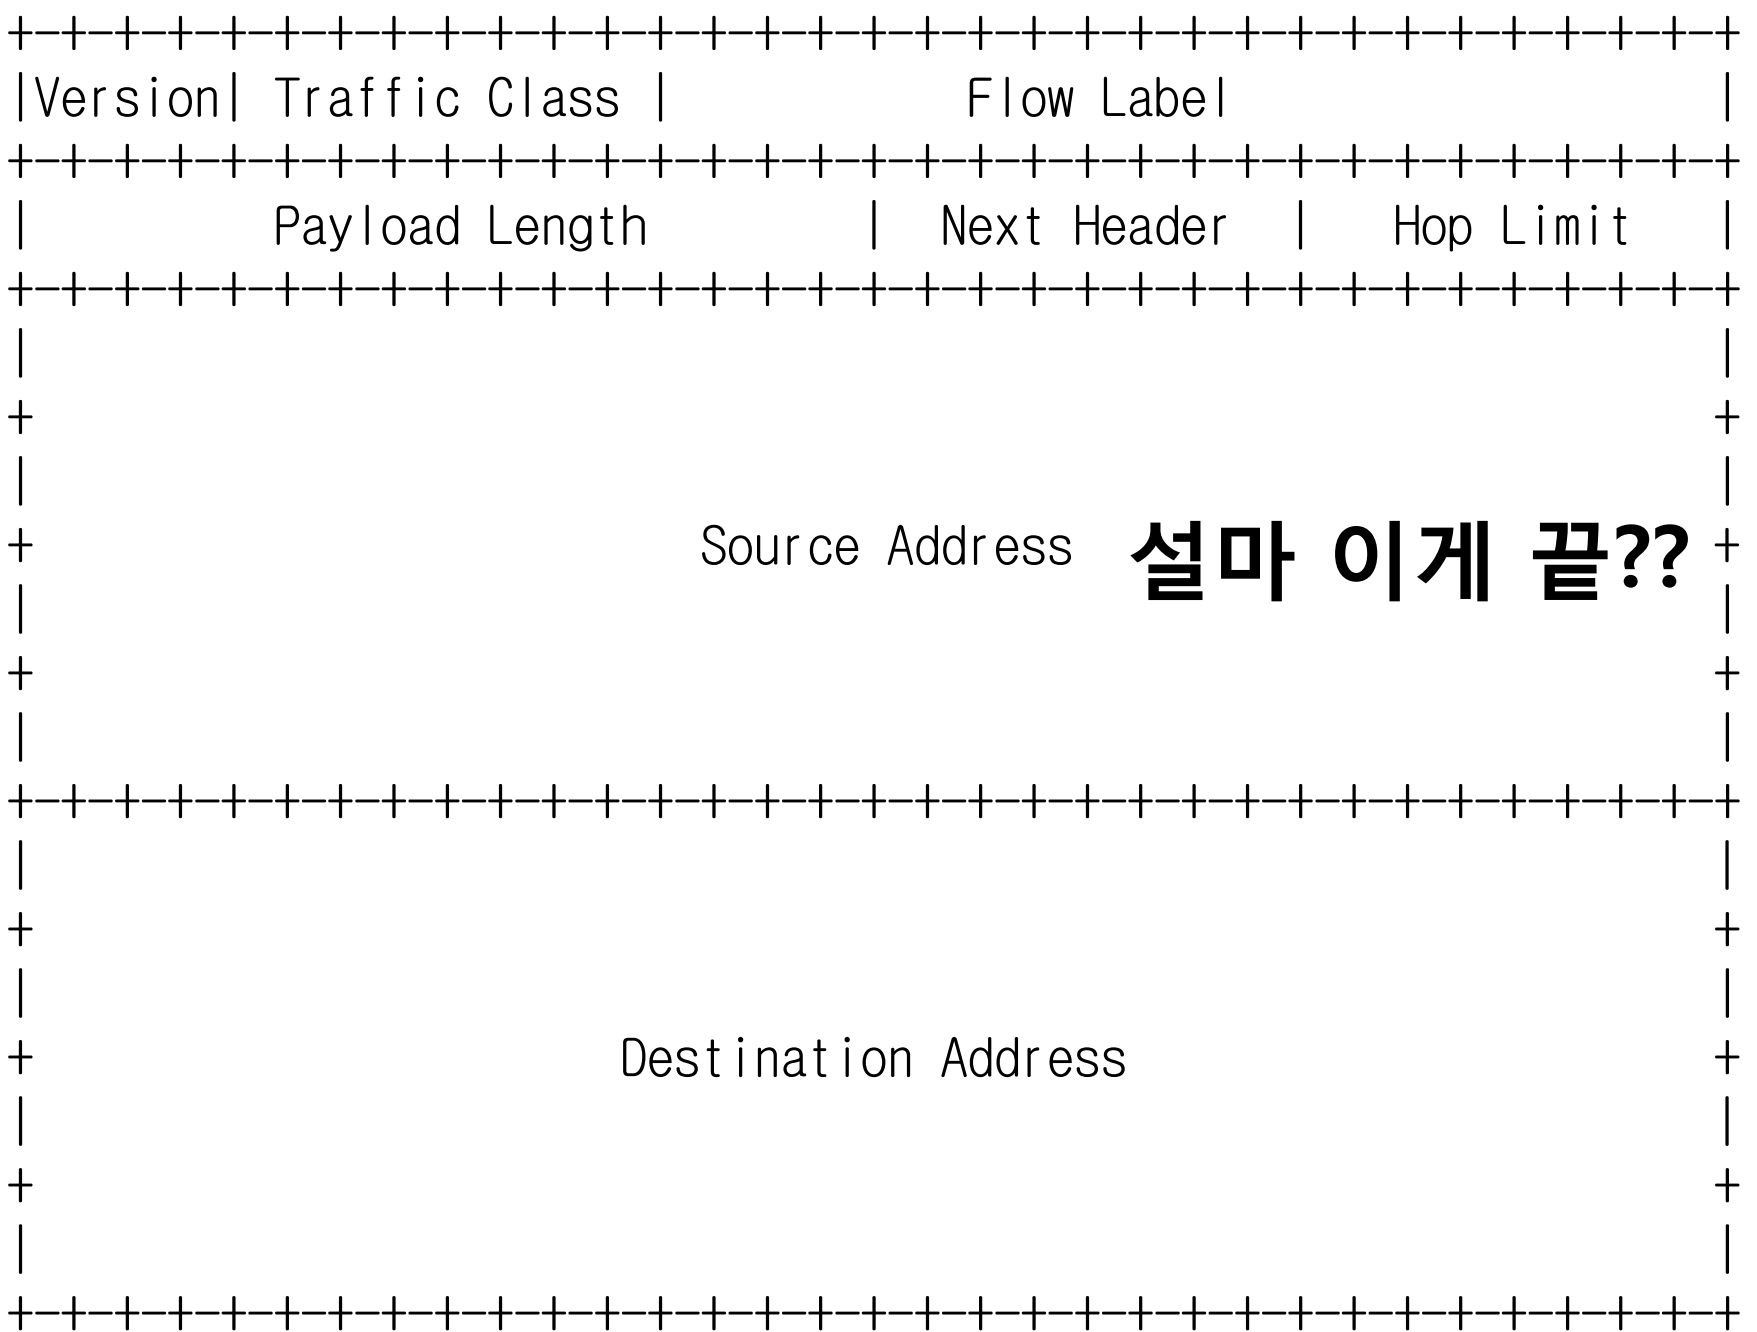 Version Traffic Class Flow Label
Payload Length Next Header Hop Limit
Source Address 설마 이게 끝??
Destination Address